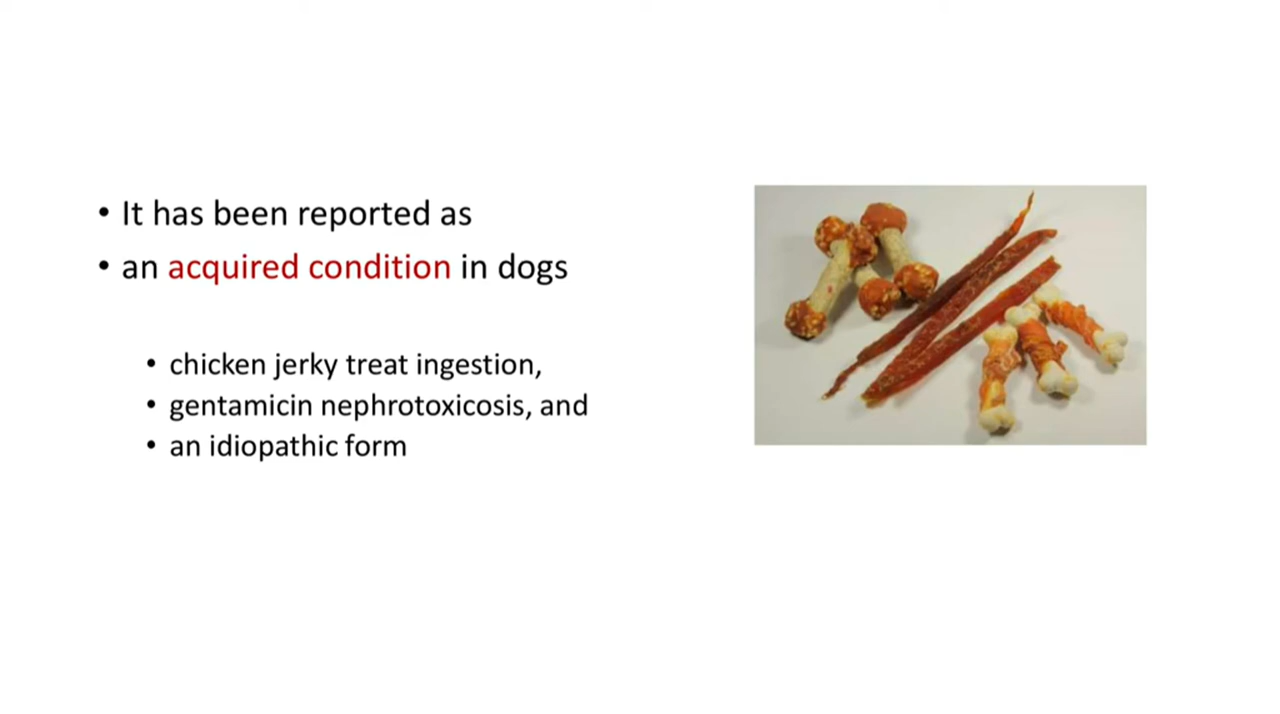 • It has been reported as
• an acquired condition in dogs
• chicken jerky treat ingestion,
• gentamicin nephrotoxicosis, and
• an idiopathic form